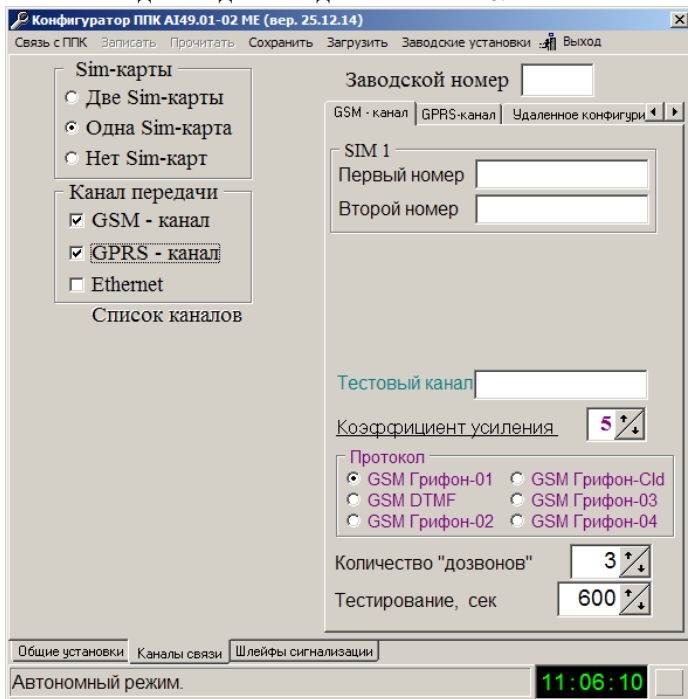 Конфигуратор ППК AI49.01-02 ME (вер. 25.12.14)
Связь с ППК Записать Прочитать Сохранить Загрузить Заводские установки Выход
Sim-карты
Две Sim-карты
Одна Sim-карта
Нет Sim-карт
Канал передачи
GSM - канал
GPRS - канал
Ethernet
Список каналов
Заводской номер
GSM - канал GPRS-канал Удаленное конфигури
SIM 1
Первый номер
Второй номер
Тестовый канал
Коэффициент усиления 5
Протокол
GSM Грифон-01 GSM Грифон-Cld
GSM DTMF GSM Грифон-03
GSM Грифон-02 GSM Грифон-04
Количество "дозвонов" 3
Тестирование, сек 600
Общие установки Каналы связи Шлейфы сигнализации
Автономный режим. 11:06:10